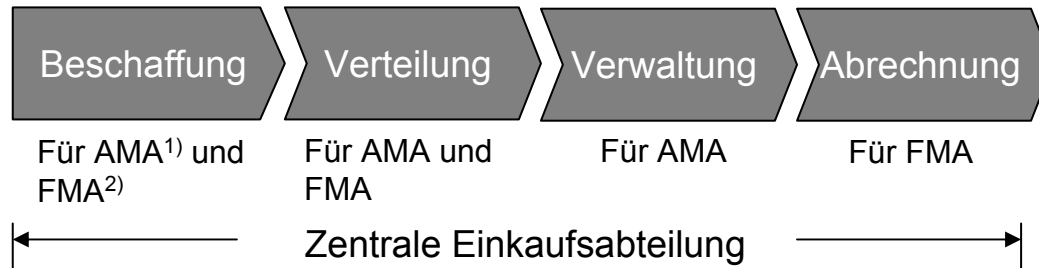 Beschaffung Verteilung Verwaltung Abrechnung
Für AMA1) und Für AMA und Für AMA Für FMA
FMA2) FMA
Zentrale Einkaufsabteilung